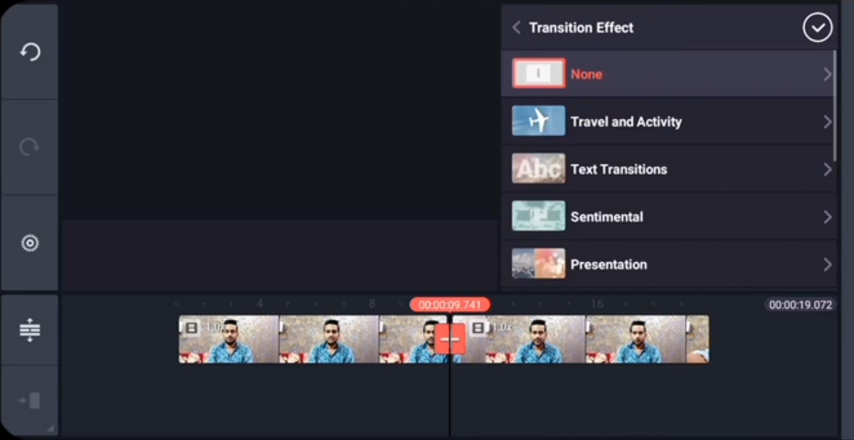 Transition Effect
None
Travel and Activity
Abc
Text Transitions
Sentimental
Presentation
4
8
00:00:09.741
16
00:00:19.072
1.0x
1.0x